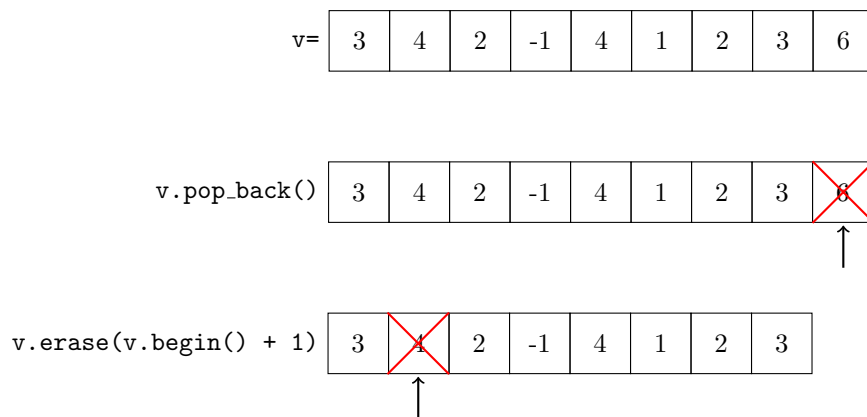 v= 3 4 2 -1 4 1 2 3 6
v.pop_back() 3 4 2 -1 4 1 2 3 6
v.erase(v.begin() + 1) 3 4 2 -1 4 1 2 3